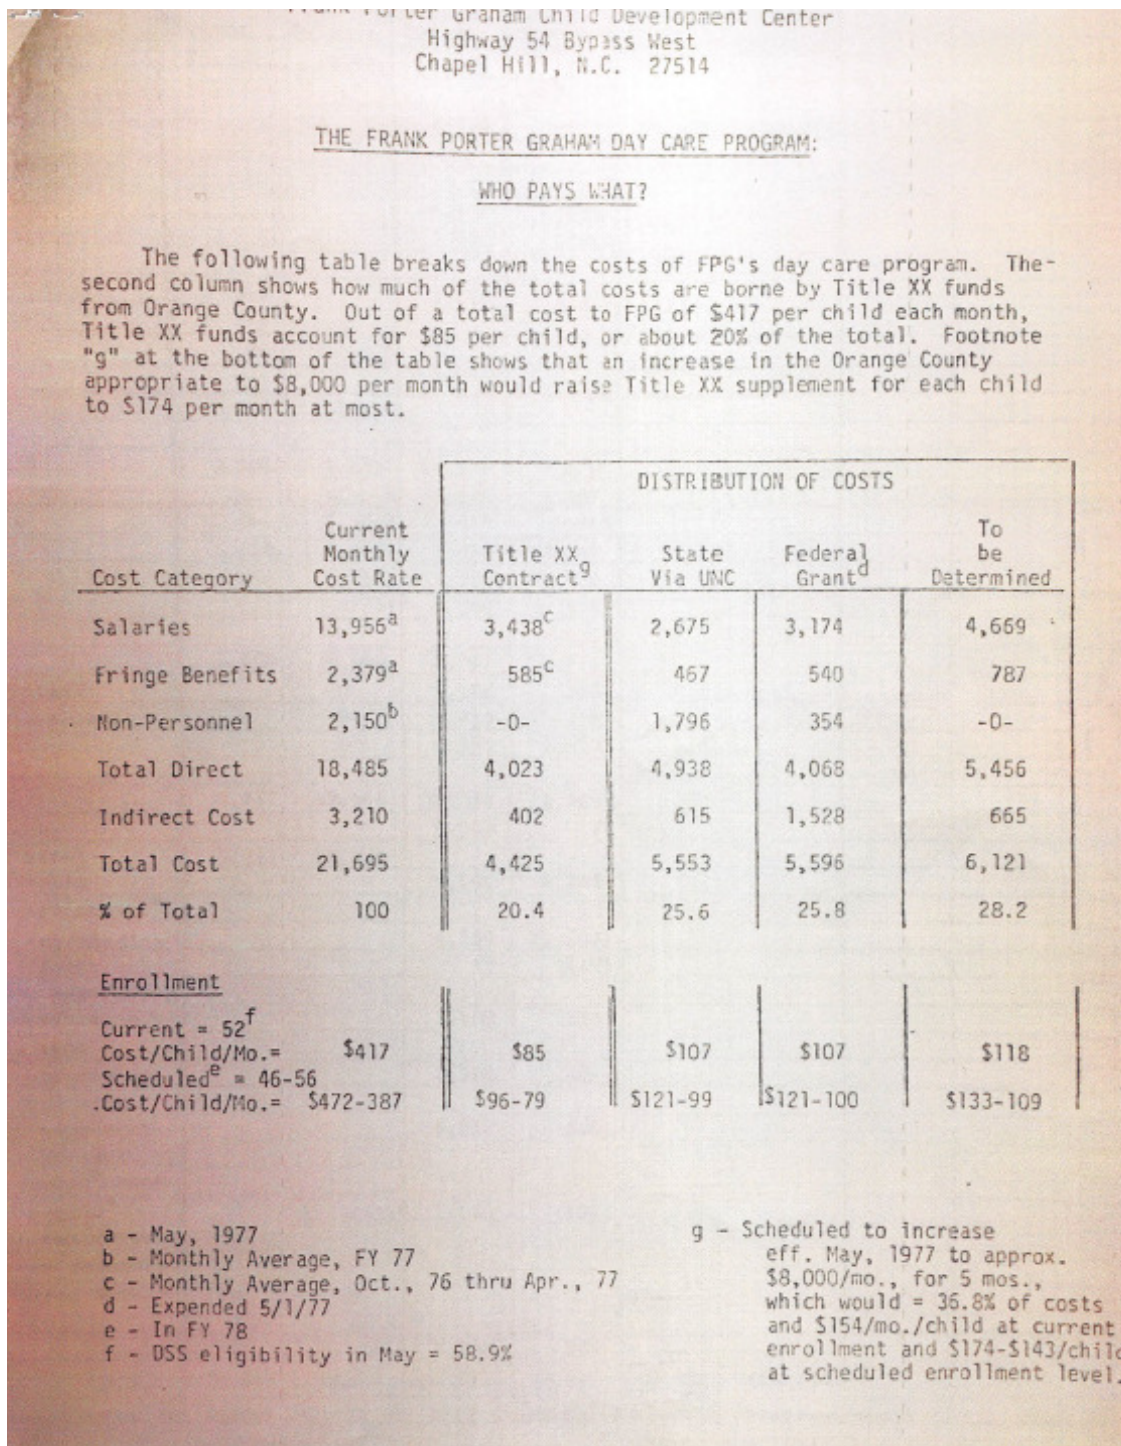 Frank Porter Graham Child Development Center
Highway 54 Bypass West
Chapel Hill, N.C. 27514
THE FRANK PORTER GRAHAM DAY CARE PROGRAM:
WHO PAYS WHAT?
The following table breaks down the costs of FPG's day care program. The
second column shows how much of the total costs are borne by Title XX funds
from Orange County. Out of a total cost to FPG of $417 per child each month,
Title XX funds account for $85 per child, or about 20% of the total. Footnote
"g" at the bottom of the table shows that an increase in the Orange County
appropriate to $8,000 per month would raise Title XX supplement for each child
to $174 per month at most.
DISTRIBUTION OF COSTS
Current To
Monthly Title XX State Federal be
Cost Category Cost Rate Contract^g Via UNC Grant^d Determined
Salaries 13,956^a 3,438^c 2,675 3,174 4,669
Fringe Benefits 2,379^a 585^c 467 540 787
Non-Personnel 2,150^b -0- 1,796 354 -0-
Total Direct 18,485 4,023 4,938 4,068 5,456
Indirect Cost 3,210 402 615 1,528 665
Total Cost 21,695 4,425 5,553 5,596 6,121
% of Total 100 20.4 25.6 25.8 28.2
Enrollment
Current = 52^f
Cost/Child/Mo.= $417 $85 $107 $107 $118
Scheduled^e = 46-56
.Cost/Child/Mo.= $472-387 $96-79 $121-99 $121-100 $133-109
a - May, 1977
b - Monthly Average, FY 77
c - Monthly Average, Oct., 76 thru Apr., 77
d - Expended 5/1/77
e - In FY 78
f - DSS eligibility in May = 58.9%
g - Scheduled to increase
eff. May, 1977 to approx.
$8,000/mo., for 5 mos.,
which would = 36.8% of costs
and $154/mo./child at current
enrollment and $174-$143/child
at scheduled enrollment level.